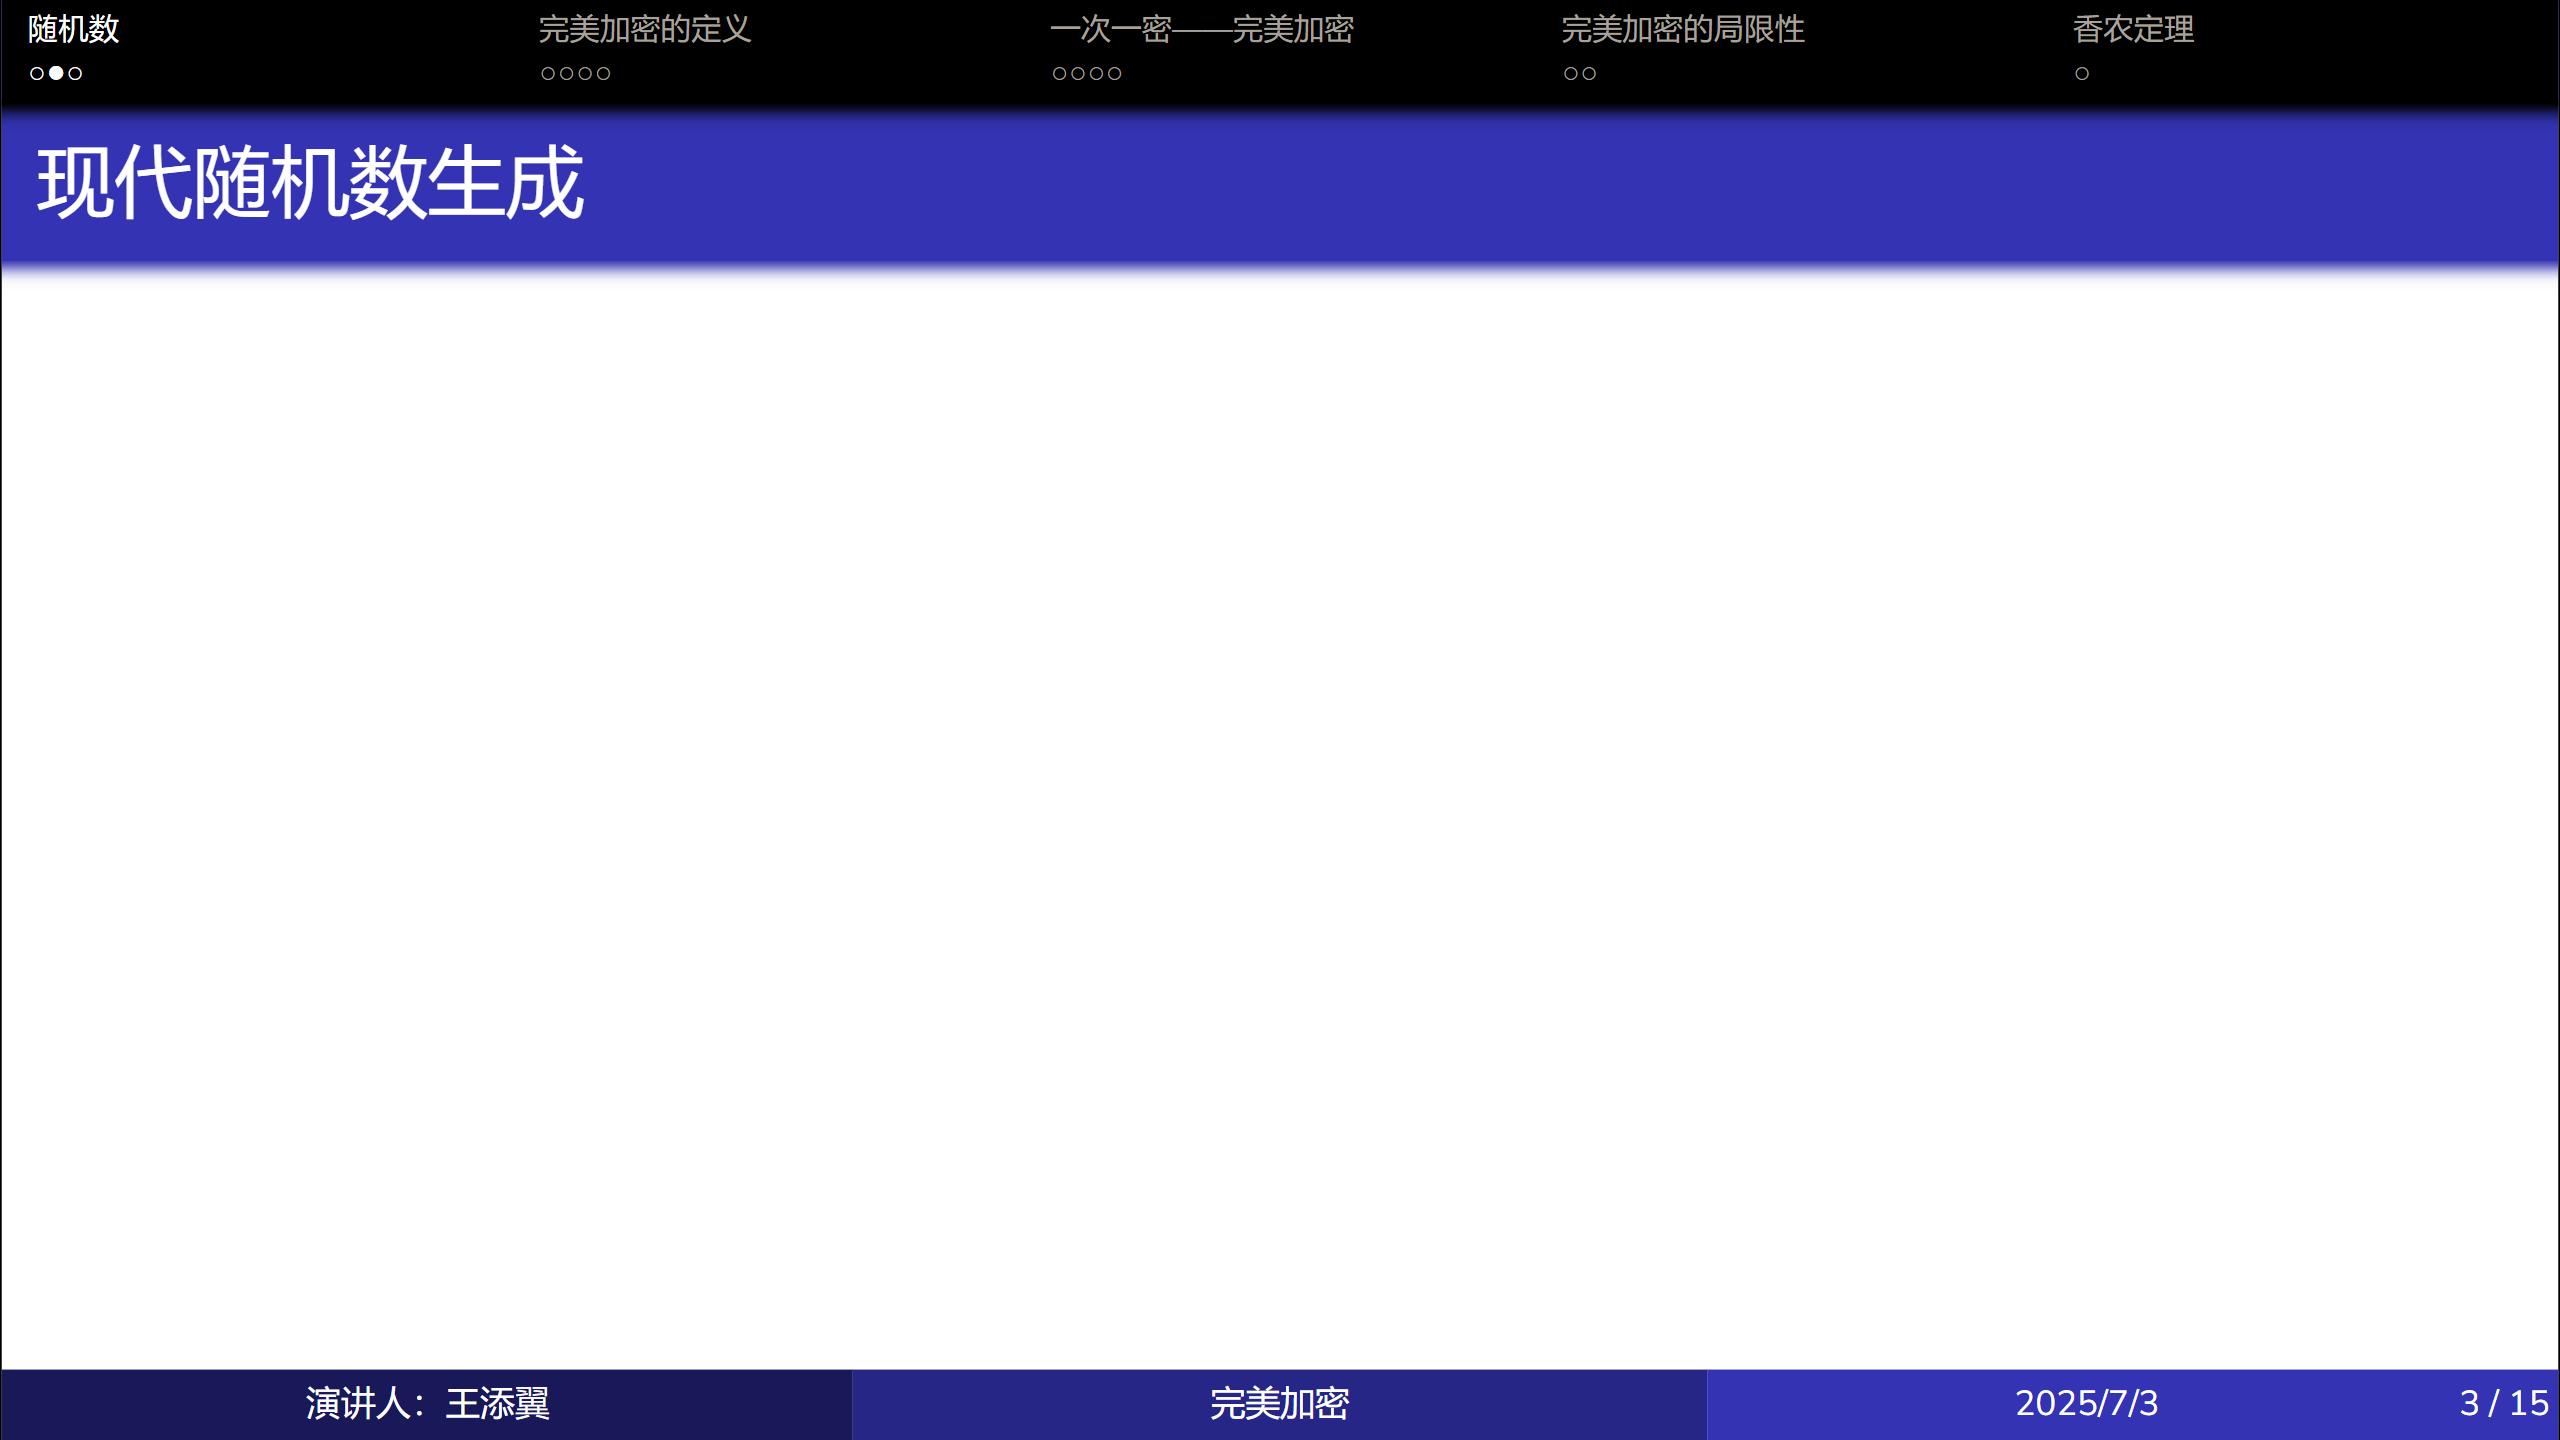 随机数 完美加密的定义 一次一密——完美加密 完美加密的局限性 香农定理
现代随机数生成
演讲人：王添翼 完美加密 2025/7/3 3 / 15